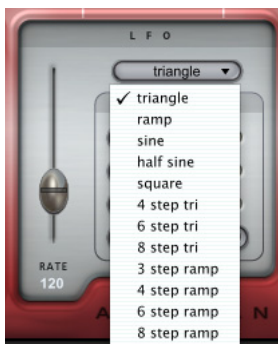 LFO
triangle
✓ triangle
ramp
sine
half sine
square
4 step tri
6 step tri
8 step tri
3 step ramp
4 step ramp
6 step ramp
8 step ramp
RATE
120
A
N